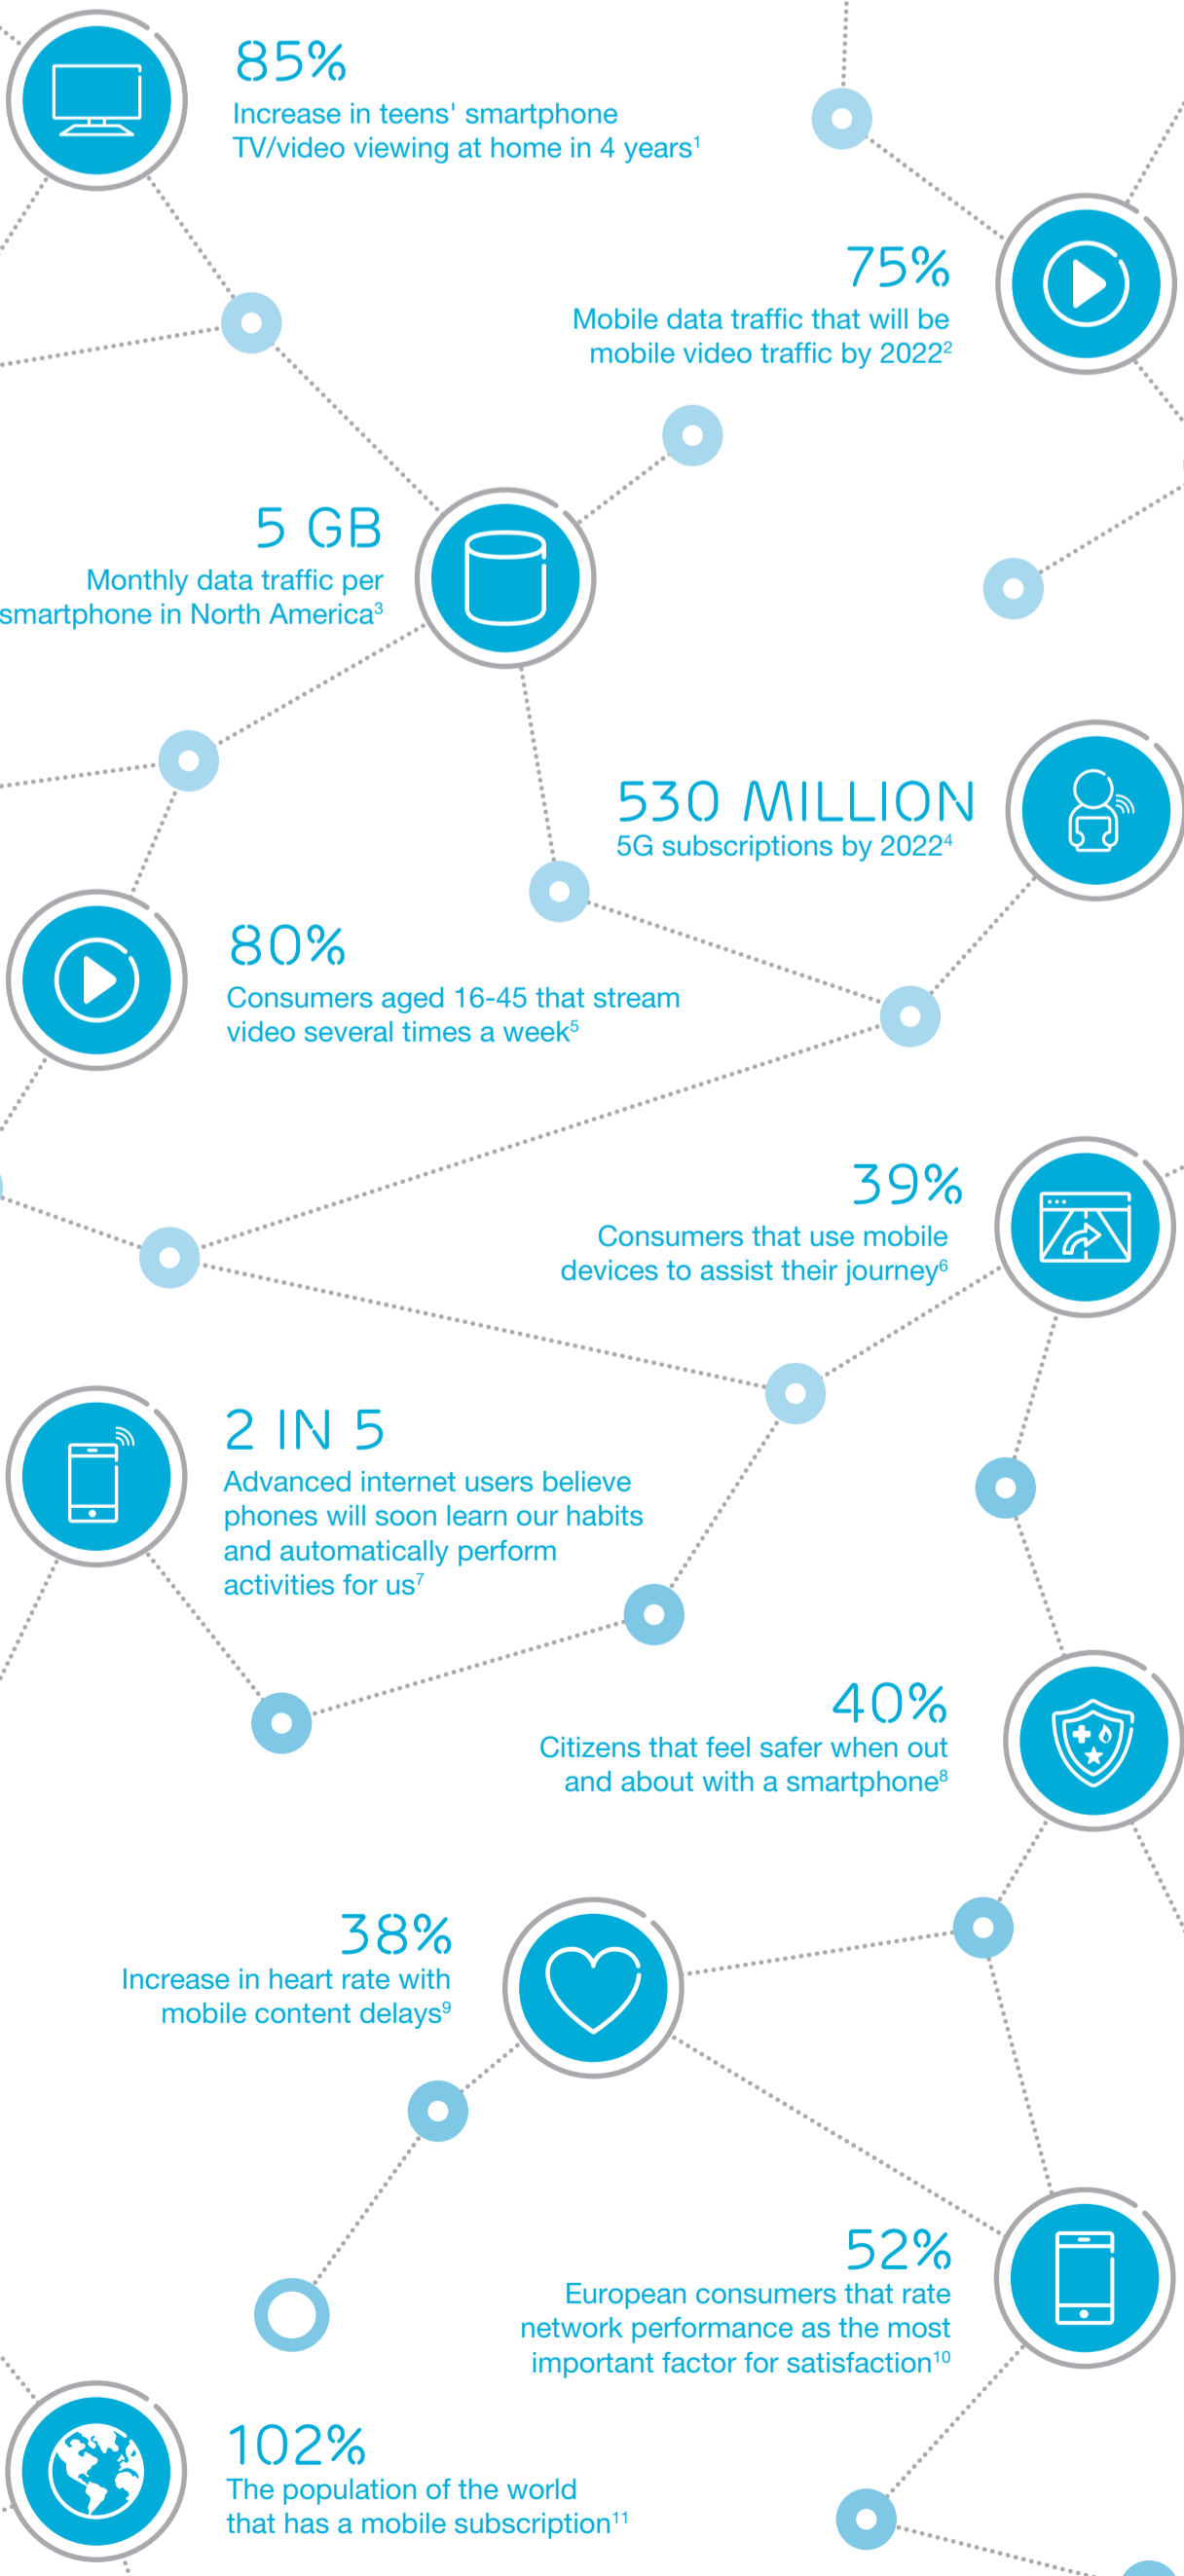 85%
Increase in teens' smartphone
TV/video viewing at home in 4 years¹
75%
Mobile data traffic that will be
mobile video traffic by 2022²
5 GB
Monthly data traffic per
smartphone in North America³
530 MILLION
5G subscriptions by 2022⁴
80%
Consumers aged 16-45 that stream
video several times a week⁵
39%
Consumers that use mobile
devices to assist their journey⁶
2 IN 5
Advanced internet users believe
phones will soon learn our habits
and automatically perform
activities for us⁷
40%
Citizens that feel safer when out
and about with a smartphone⁸
38%
Increase in heart rate with
mobile content delays⁹
52%
European consumers that rate
network performance as the most
important factor for satisfaction¹⁰
102%
The population of the world
that has a mobile subscription¹¹